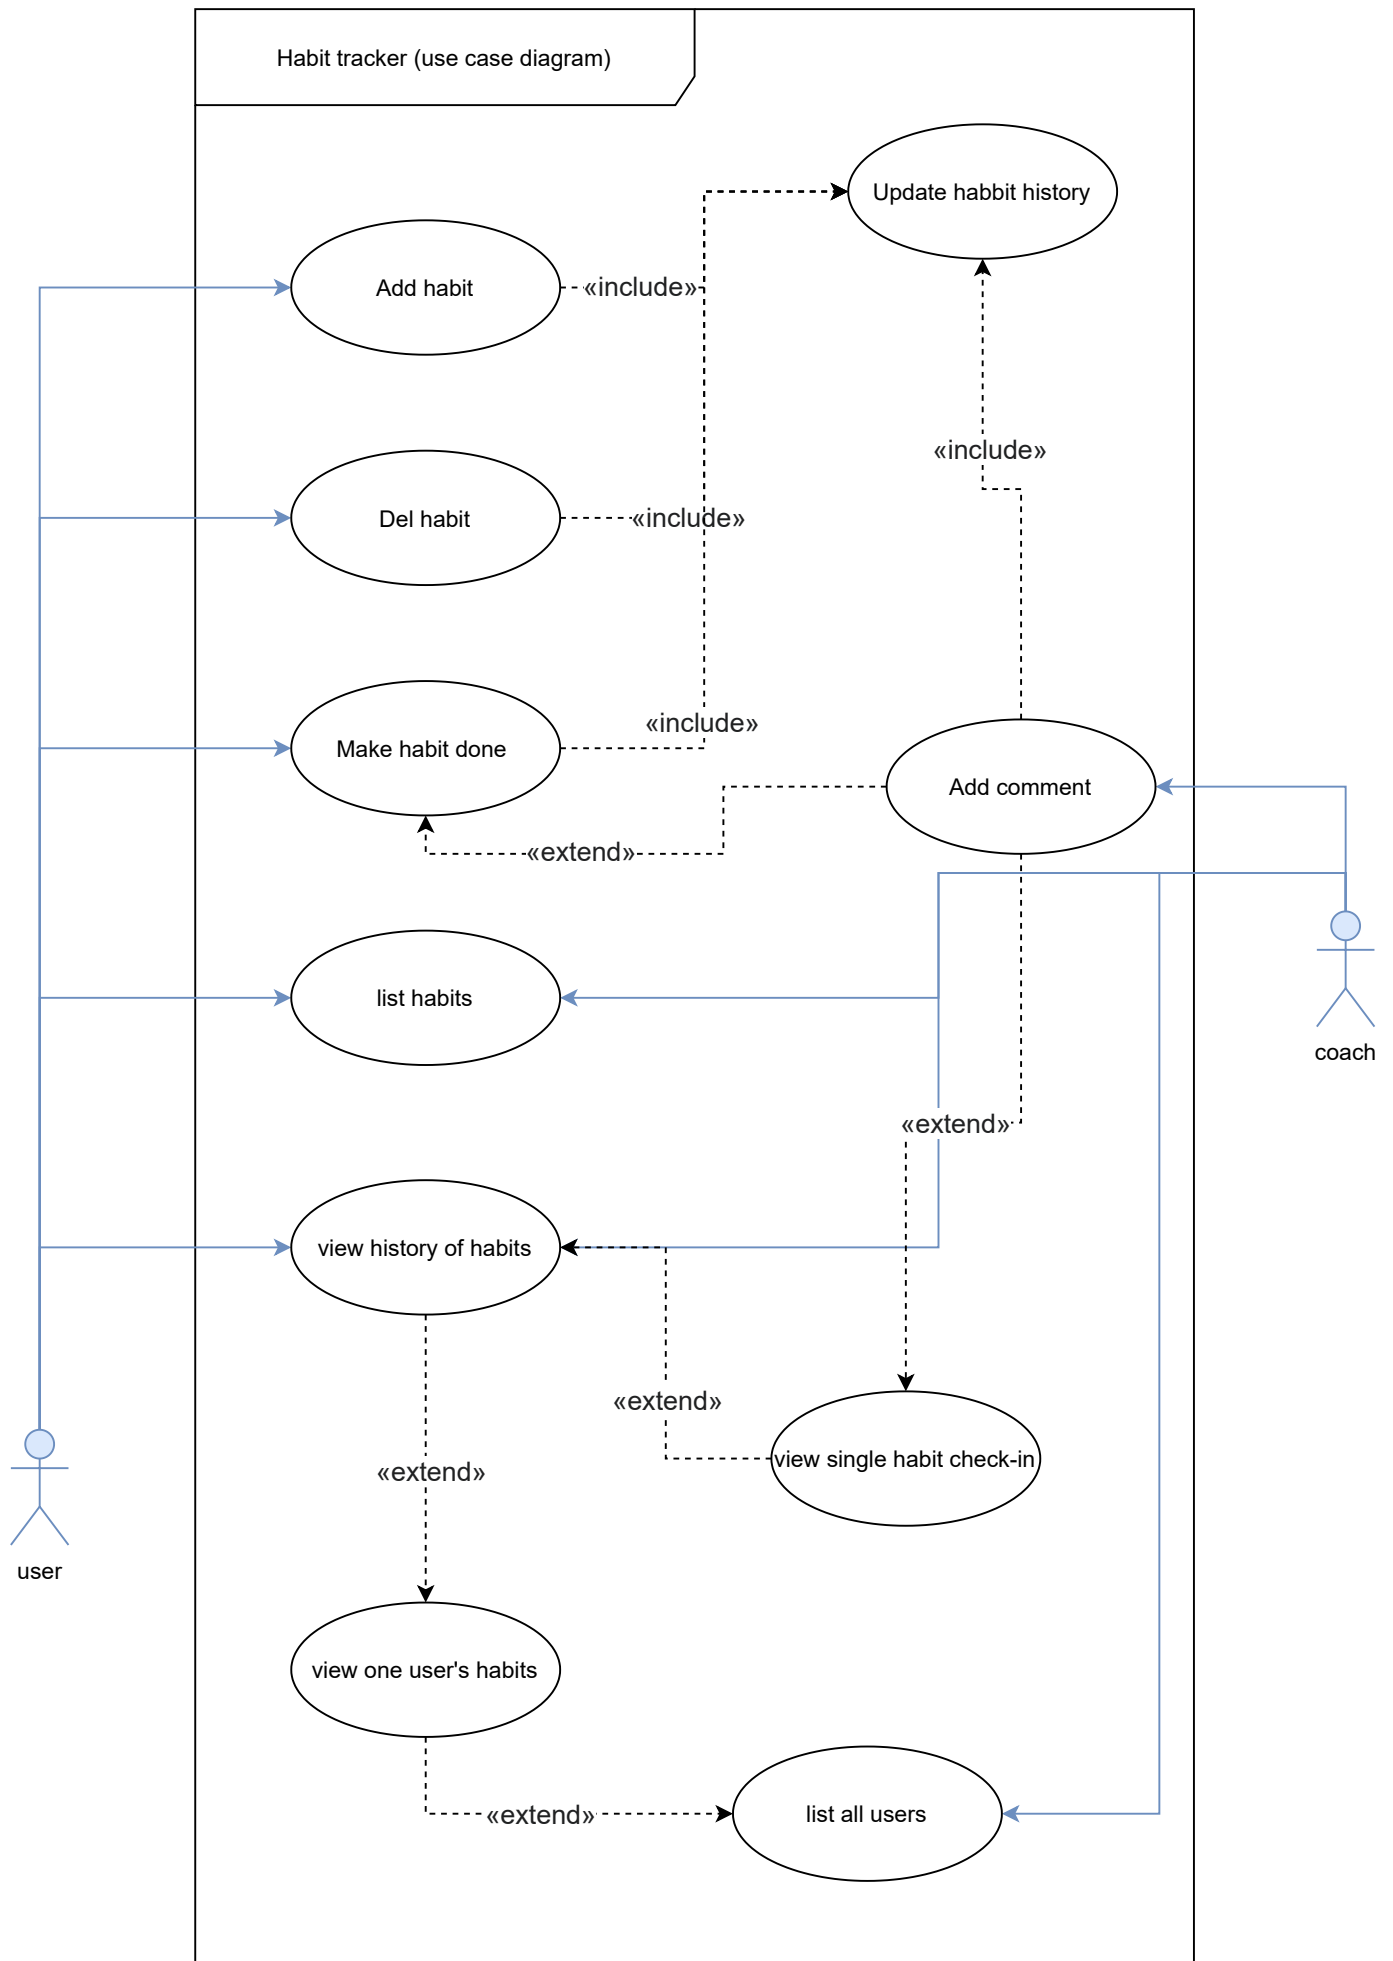 Habit tracker (use case diagram)
Update habbit history
Add habit
«include»
«include»
Del habit
«include»
«include»
Make habit done
Add comment
«extend»
list habits
coach
«extend»
view history of habits
«extend»
view single habit check-in
«extend»
user
view one user's habits
list all users
«extend»